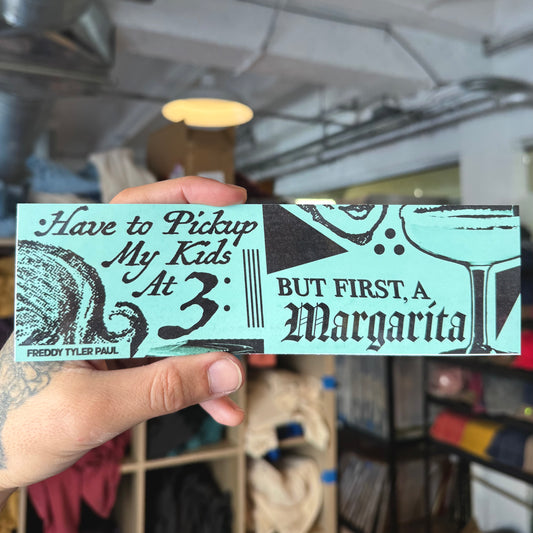 ·Have to Pickup
My Kids
At 3:
FREDDY TYLER PAUL
BUT FIRST, A
Margarita